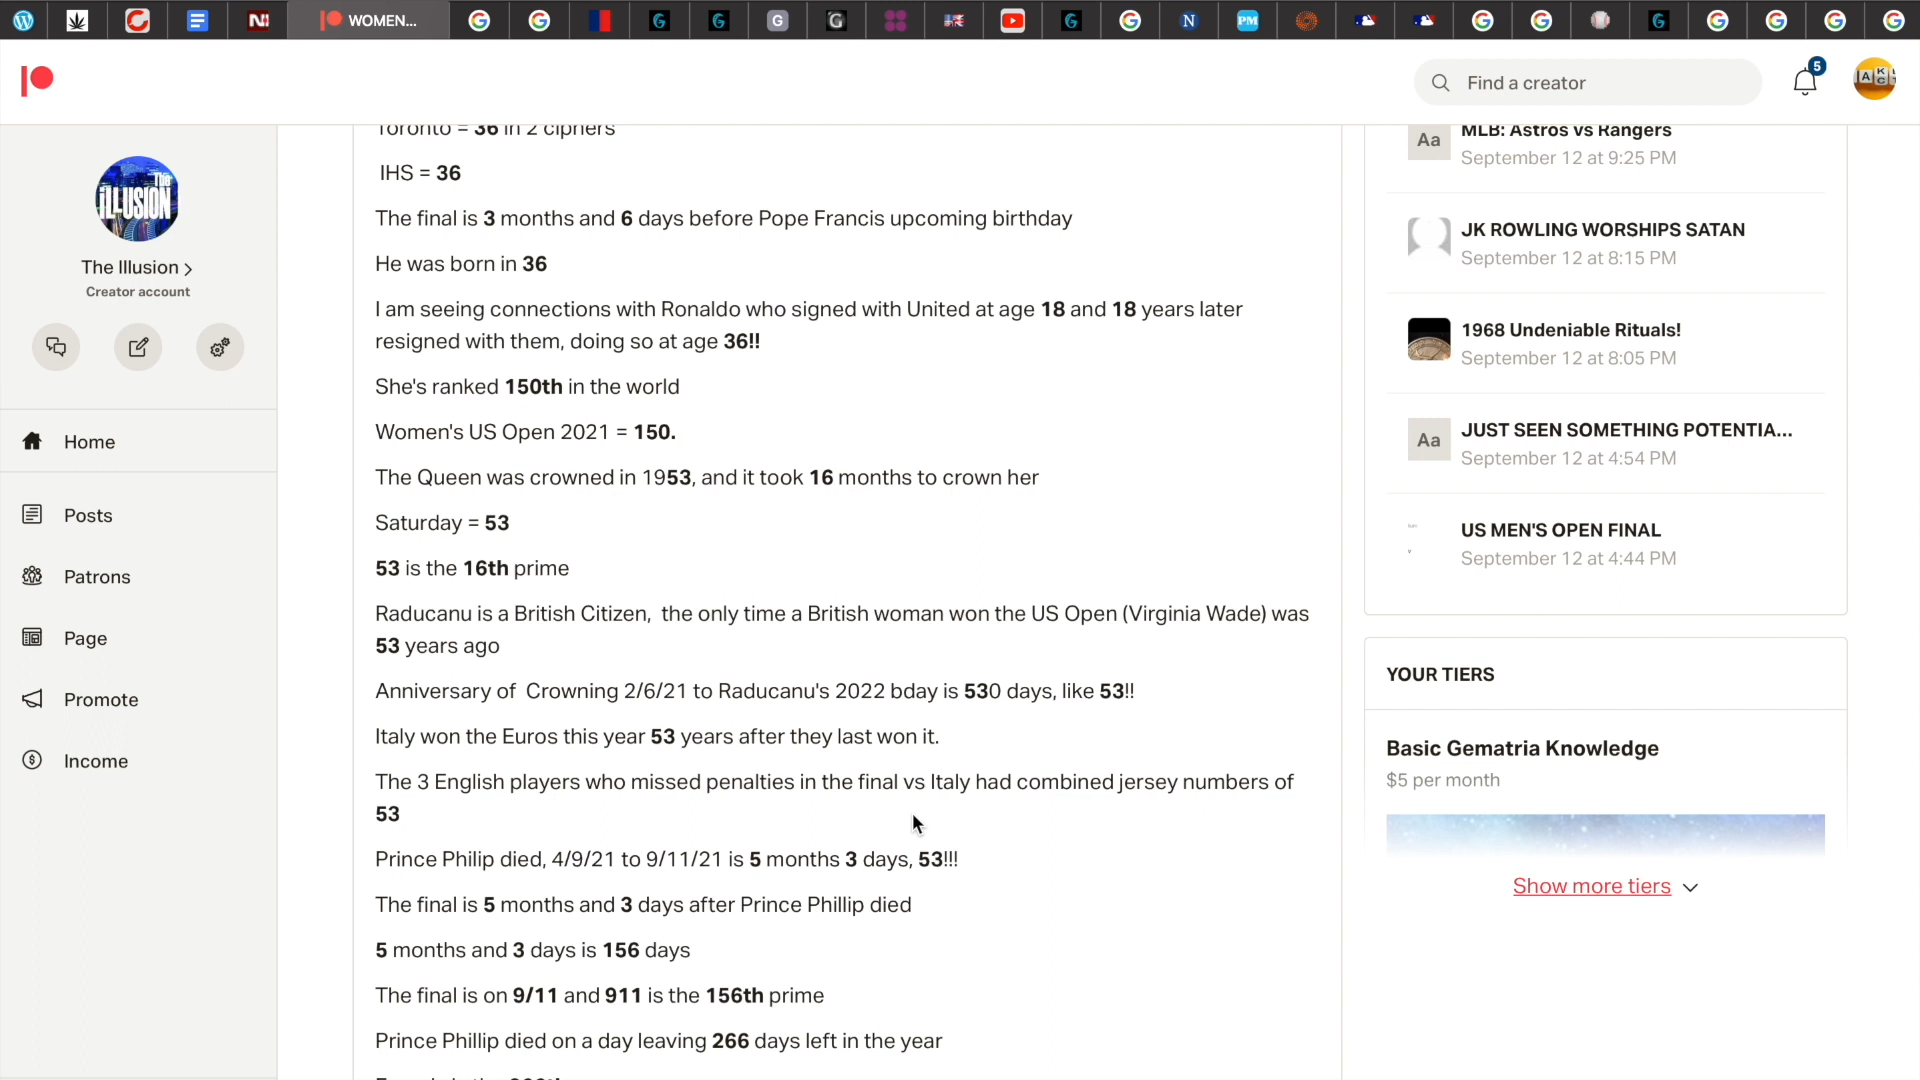 WOMEN...
PM
Find a creator
5
The
ILLUSION
The Illusion
Creator account
Home
Posts
Patrons
Page
Promote
Income
Toronto = 36 in 2 ciphers
IHS = 36
The final is 3 months and 6 days before Pope Francis upcoming birthday
He was born in 36
I am seeing connections with Ronaldo who signed with United at age 18 and 18 years later
resigned with them, doing so at age 36!!
She's ranked 150th in the world
Women's US Open 2021 = 150.
The Queen was crowned in 1953, and it took 16 months to crown her
Saturday = 53
53 is the 16th prime
Raducanu is a British Citizen,  the only time a British woman won the US Open (Virginia Wade) was
53 years ago
Anniversary of  Crowning 2/6/21 to Raducanu's 2022 bday is 530 days, like 53!!
Italy won the Euros this year 53 years after they last won it.
The 3 English players who missed penalties in the final vs Italy had combined jersey numbers of
53
Prince Philip died, 4/9/21 to 9/11/21 is 5 months 3 days, 53!!!
The final is 5 months and 3 days after Prince Phillip died
5 months and 3 days is 156 days
The final is on 9/11 and 911 is the 156th prime
Prince Phillip died on a day leaving 266 days left in the year
Aa
MLB: Astros vs Rangers
September 12 at 9:25 PM
JK ROWLING WORSHIPS SATAN
September 12 at 8:15 PM
1968 Undeniable Rituals!
September 12 at 8:05 PM
Aa
JUST SEEN SOMETHING POTENTIA...
September 12 at 4:54 PM
US MEN'S OPEN FINAL
September 12 at 4:44 PM
YOUR TIERS
Basic Gematria Knowledge
$5 per month
Show more tiers